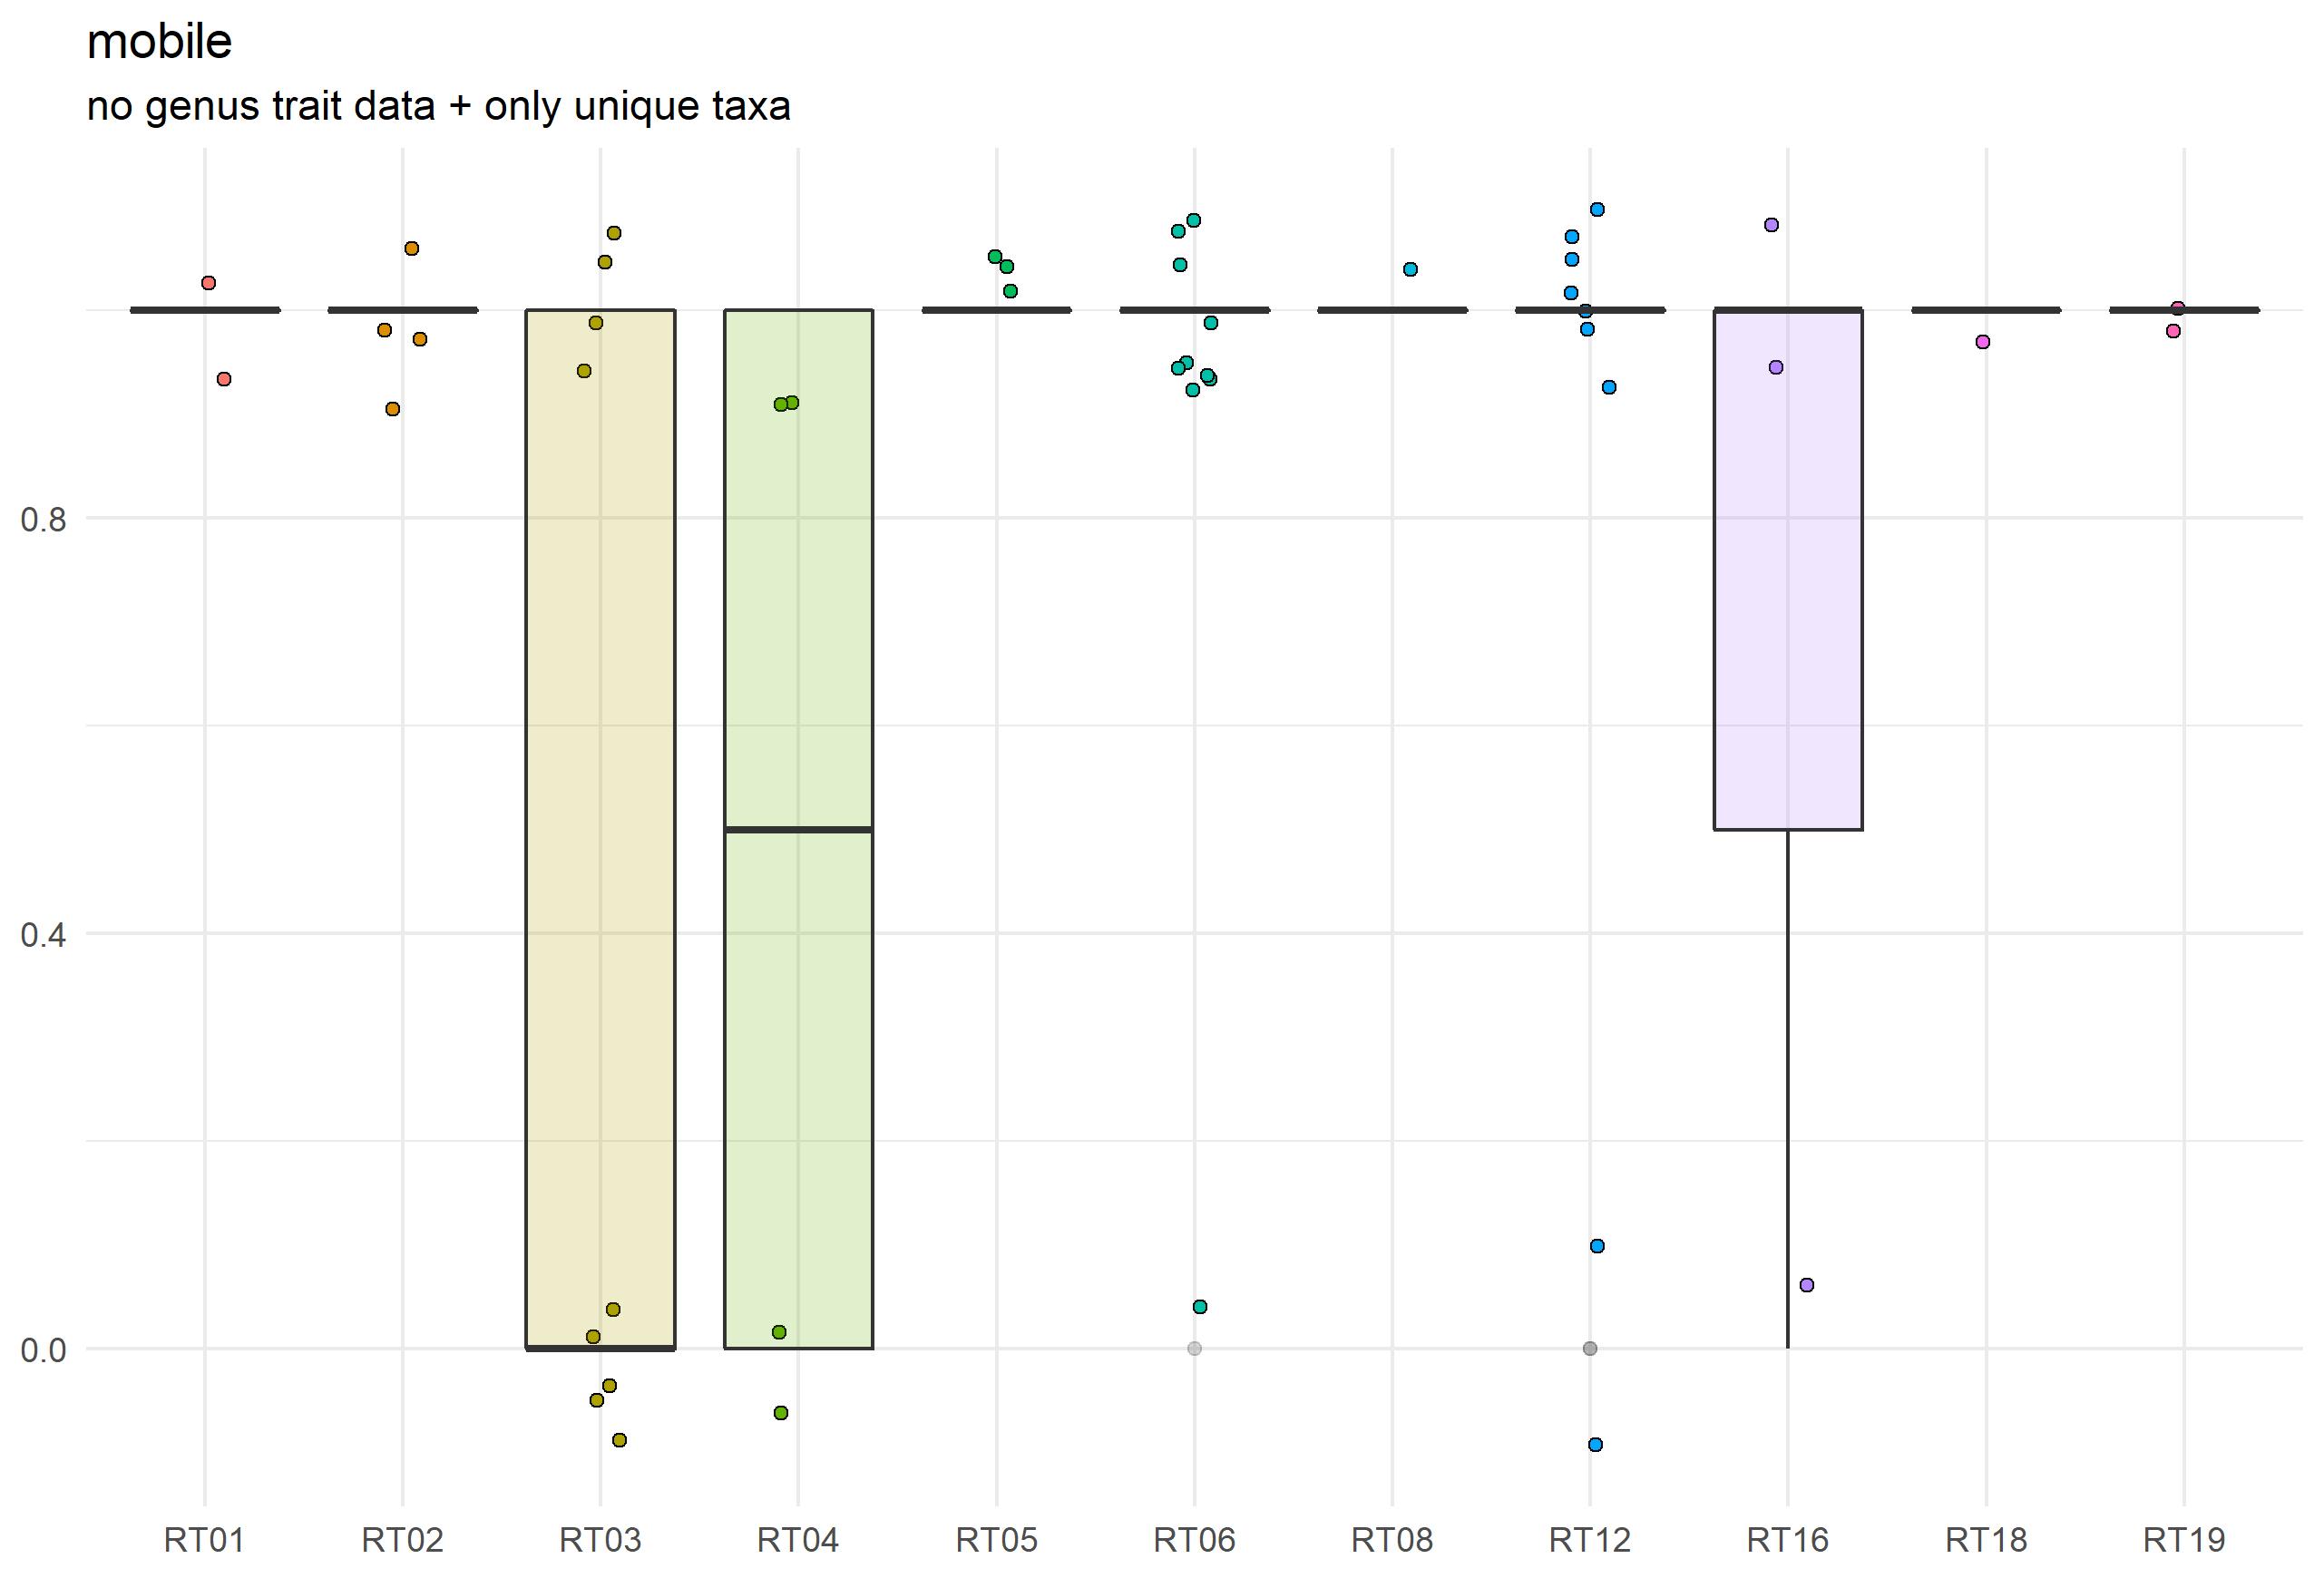 mobile
no genus trait data + only unique taxa
0.8
0.4
0.0
RT01 RT02 RT03 RT04 RT05 RT06 RT08 RT12 RT16 RT18 RT19